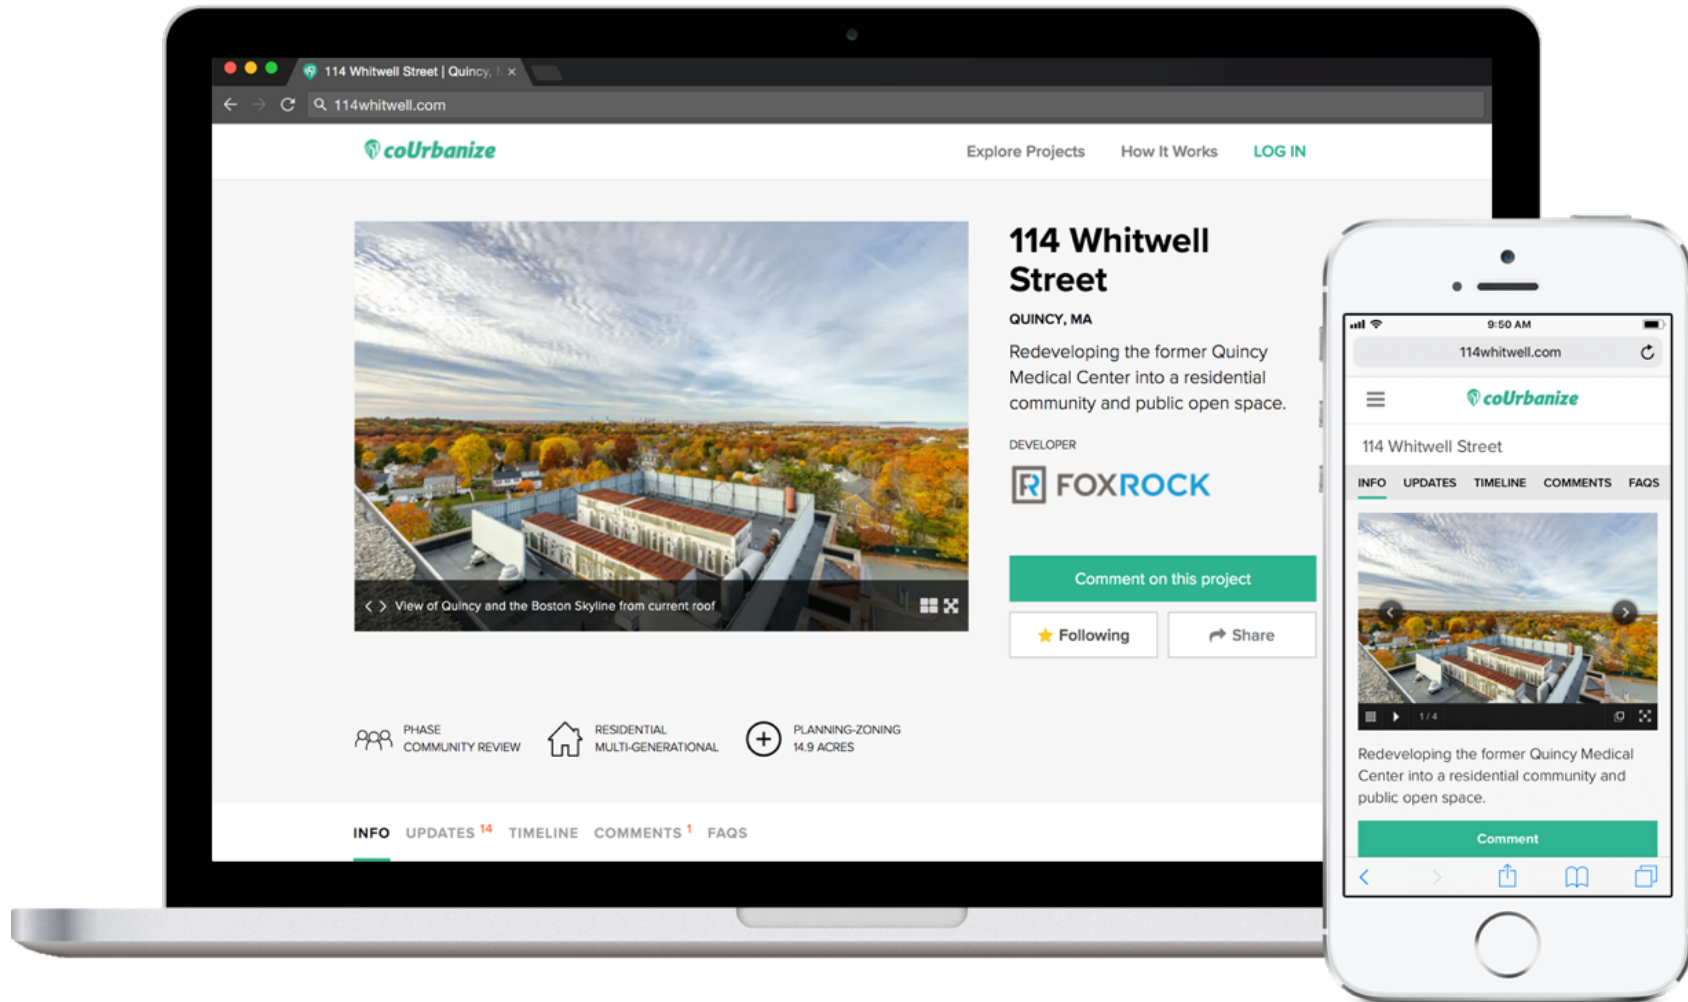 114 Whitwell Street | Quincy,
114whitwell.com
coUrbanize
Explore Projects How It Works LOG IN
114 Whitwell
Street
QUINCY, MA
Redeveloping the former Quincy
Medical Center into a residential
community and public open space.
DEVELOPER
FOXROCK
Comment on this project
Following Share
View of Quincy and the Boston Skyline from current roof
PHASE
COMMUNITY REVIEW
RESIDENTIAL
MULTI-GENERATIONAL
PLANNING-ZONING
14.9 ACRES
INFO UPDATES 14 TIMELINE COMMENTS 1 FAQS
9:50 AM
114whitwell.com
coUrbanize
114 Whitwell Street
INFO UPDATES TIMELINE COMMENTS FAQS
1/4
Redeveloping the former Quincy Medical
Center into a residential community and
public open space.
Comment